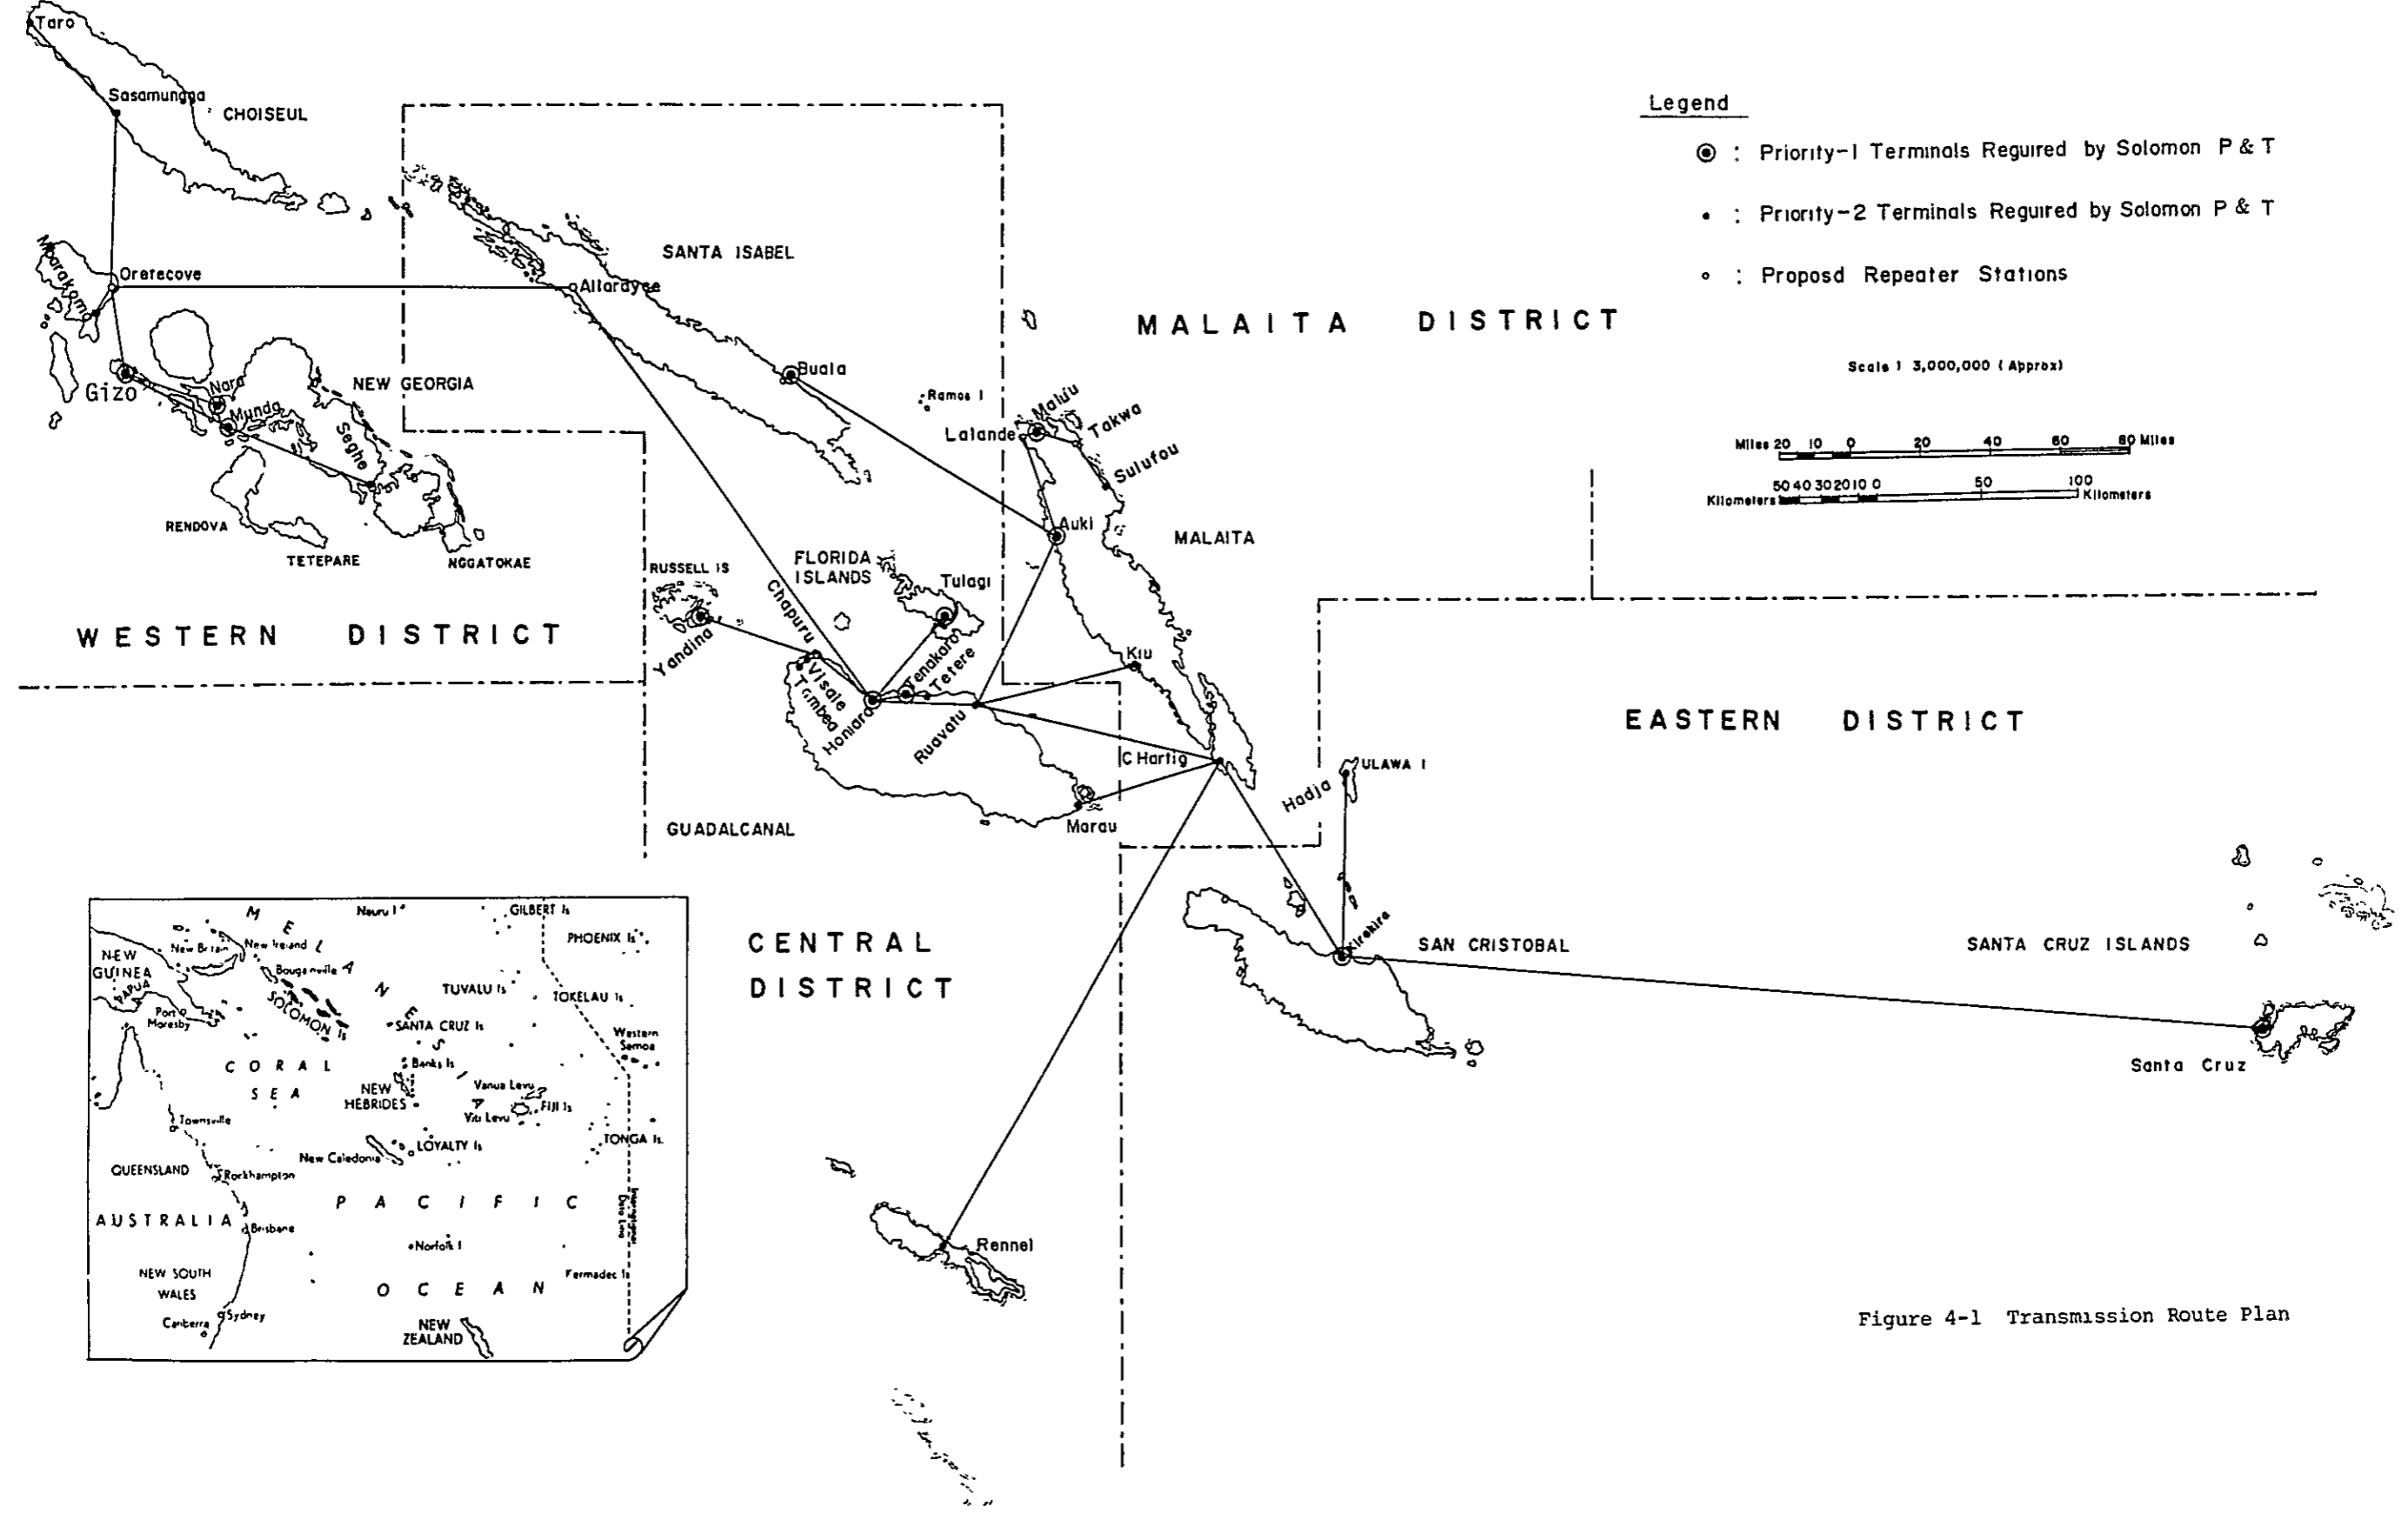 Taro
Sasamungga
CHOISEUL
Legend
: Priority-1 Terminals Reguired by Solomon P & T
: Priority-2 Terminals Reguired by Solomon P & T
: Proposd Repeater Stations
SANTA ISABEL
Oretecove
Allardyce
MALAITA DISTRICT
Scale 1 3,000,000 (Approx)
Buala
Ramos I
Gizo
Naro
Munda
NEW GEORGIA
Seghe
Maluu
Takwa
Lalande
Sulufou
Miles 20 10 0 20 40 60 80 Miles
50 40 30 20 10 0 50 100
Kilometers Kilometers
RENDOVA
TETEPARE
NGGATOKAE
Auki
MALAITA
RUSSELL IS
FLORIDA
ISLANDS
Tulagi
Chapuru
WESTERN DISTRICT
Yandina
Visale
Tambea
Honiara
Tenakoro
Tetere
Ruavatu
Kiu
EASTERN DISTRICT
C Hartig
ULAWA I
Hadja
Marau
GUADALCANAL
CENTRAL
DISTRICT
Kirakira
SAN CRISTOBAL
SANTA CRUZ ISLANDS
Santa Cruz
Rennel
MELANES
Nauru I
GILBERT Is
PHOENIX Is
New Britain
New Ireland
NEW
GUINEA
PAPUA
Bougainville
SOLOMON Is
TUVALU Is
TOKELAU Is
Port
Moresby
SANTA CRUZ Is
Western
Samoa
CORAL
SEA
Banks Is
NEW
HEBRIDES
Vanua Levu
Viti Levu
FIJI Is
Townsville
TONGA Is.
LOYALTY Is
New Caledonia
QUEENSLAND
Rockhampton
PACIFIC
International
Date Line
AUSTRALIA
Brisbane
Norfolk I
NEW SOUTH
WALES
Kermadec Is
OCEAN
Sydney
Canberra
NEW
ZEALAND
Figure 4-1 Transmission Route Plan